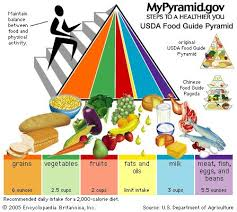 MyPyramid.gov
STEPS TO A HEALTHIER YOU
USDA Food Guide Pyramid
Maintain
balance
between food
and physical
activity.
original
USDA Food
Guide
Pyramid
Chinese
Food Guide
Pagoda
grains
vegetables
fruits
fats and
oils
milk
meat, fish,
eggs, and
beans
6 ounces
2.5 cups
2 cups
limit intake
3 cups
5.5 ounces
Recommended daily intake for a 2,000-calorie diet.
© 2005 Encyclopædia Britannica, Inc.
Source: U.S. Department of Agriculture